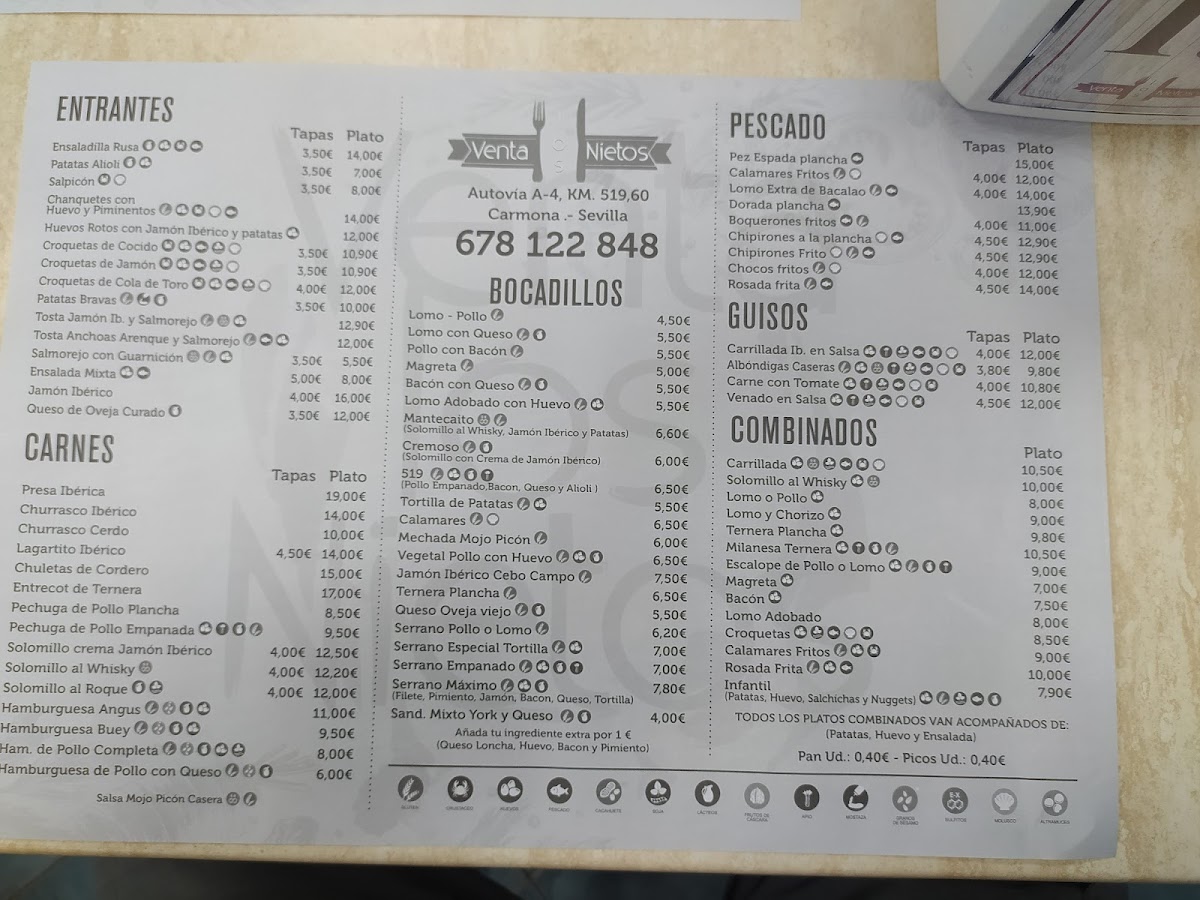 ENTRANTES
Tapas Plato
Ensaladilla Rusa 3,50€ 14,00€
Patatas Alioli 3,50€ 7,00€
Salpicón 3,50€ 8,00€
Chanquetes con
Huevo y Piminentos 14,00€
Huevos Rotos con Jamón Ibérico y patatas 12,00€
Croquetas de Cocido 3,50€ 10,90€
Croquetas de Jamón 3,50€ 10,90€
Croquetas de Cola de Toro 4,00€ 12,00€
Patatas Bravas 3,50€ 10,00€
Tosta Jamón Ib. y Salmorejo 12,90€
Tosta Anchoas Arenque y Salmorejo 12,00€
Salmorejo con Guarnición 3,50€ 5,50€
Ensalada Mixta 5,00€ 8,00€
Jamón Ibérico 4,00€ 16,00€
Queso de Oveja Curado 3,50€ 12,00€
CARNES
Tapas Plato
Presa Ibérica 19,00€
Churrasco Ibérico 14,00€
Churrasco Cerdo 10,00€
Lagartito Ibérico 4,50€ 14,00€
Chuletas de Cordero 15,00€
Entrecot de Ternera 17,00€
Pechuga de Pollo Plancha 8,50€
Pechuga de Pollo Empanada 9,50€
Solomillo crema Jamón Ibérico 4,00€ 12,50€
Solomillo al Whisky 4,00€ 12,20€
Solomillo al Roque 4,00€ 12,00€
Hamburguesa Angus 11,00€
Hamburguesa Buey 9,50€
Ham. de Pollo Completa 8,00€
Hamburguesa de Pollo con Queso 6,00€
Salsa Mojo Picón Casera
Venta los Nietos
Autovía A-4, KM. 519,60
Carmona .- Sevilla
678 122 848
BOCADILLOS
Lomo - Pollo 4,50€
Lomo con Queso 5,50€
Pollo con Bacón 5,50€
Magreta 5,00€
Bacón con Queso 5,50€
Lomo Adobado con Huevo 5,50€
Mantecaito
(Solomillo al Whisky, Jamón Ibérico y Patatas) 6,60€
Cremoso
(Solomillo con Crema de Jamón Ibérico) 6,00€
519
(Pollo Empanado,Bacon, Queso y Alioli ) 6,50€
Tortilla de Patatas 5,50€
Calamares 6,50€
Mechada Mojo Picón 6,00€
Vegetal Pollo con Huevo 6,50€
Jamón Ibérico Cebo Campo 7,50€
Ternera Plancha 6,50€
Queso Oveja viejo 5,50€
Serrano Pollo o Lomo 6,20€
Serrano Especial Tortilla 7,00€
Serrano Empanado 7,00€
Serrano Máximo 7,80€
(Filete, Pimiento, Jamón, Bacon, Queso, Tortilla)
Sand. Mixto York y Queso 4,00€
Añada tu ingrediente extra por 1 €
(Queso Loncha, Huevo, Bacon y Pimiento)
PESCADO
Tapas Plato
Pez Espada plancha 15,00€
Calamares Fritos 4,00€ 12,00€
Lomo Extra de Bacalao 4,00€ 14,00€
Dorada plancha 13,90€
Boquerones fritos 4,00€ 11,00€
Chipirones a la plancha 4,50€ 12,90€
Chipirones Frito 4,50€ 12,90€
Chocos fritos 4,00€ 12,00€
Rosada frita 4,50€ 14,00€
GUISOS
Tapas Plato
Carrillada Ib. en Salsa 4,00€ 12,00€
Albóndigas Caseras 3,80€ 9,80€
Carne con Tomate 4,00€ 10,80€
Venado en Salsa 4,50€ 12,00€
COMBINADOS
Plato
Carrillada 10,50€
Solomillo al Whisky 10,00€
Lomo o Pollo 8,00€
Lomo y Chorizo 9,00€
Ternera Plancha 9,80€
Milanesa Ternera 10,50€
Escalope de Pollo o Lomo 9,00€
Magreta 7,00€
Bacón 7,50€
Lomo Adobado 8,00€
Croquetas 8,50€
Calamares Fritos 9,00€
Rosada Frita 10,00€
Infantil 7,90€
(Patatas, Huevo, Salchichas y Nuggets)
TODOS LOS PLATOS COMBINADOS VAN ACOMPAÑADOS DE:
(Patatas, Huevo y Ensalada)
Pan Ud.: 0,40€ - Picos Ud.: 0,40€
GLUTEN CRUSTÁCEO HUEVOS PESCADO CACAHUETE SOJA LÁCTEOS FRUTOS DE CÁSCARA APIO MOSTAZA GRANOS DE SÉSAMO SULFITOS MOLUSCO ALTRAMUCES